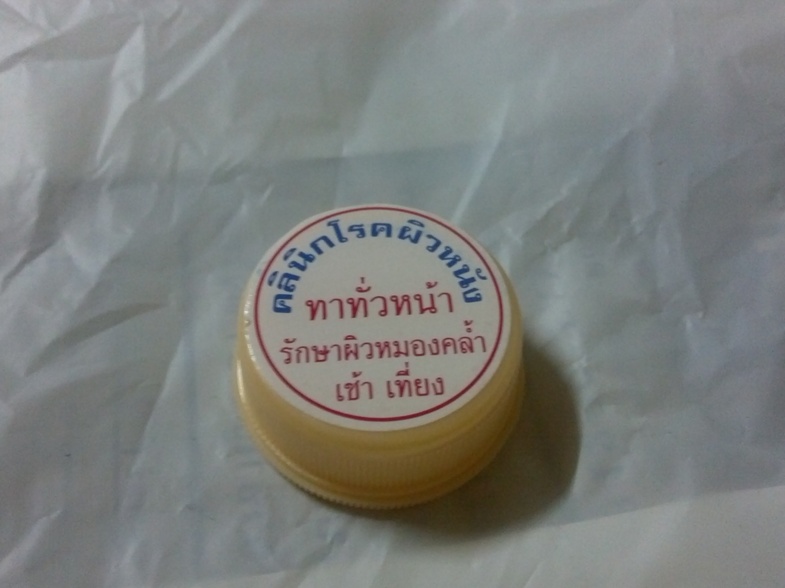 คลินิกโรคผิวหนัง
ทาทั่วหน้า
รักษาผิวหมองคล้ำ
เช้า เที่ยง